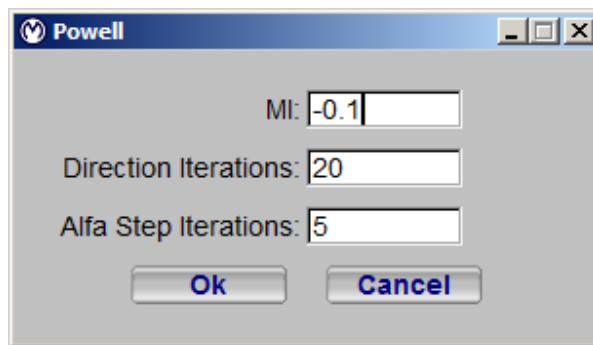 Powell
MI: -0.1
Direction Iterations: 20
Alfa Step Iterations: 5
Ok Cancel